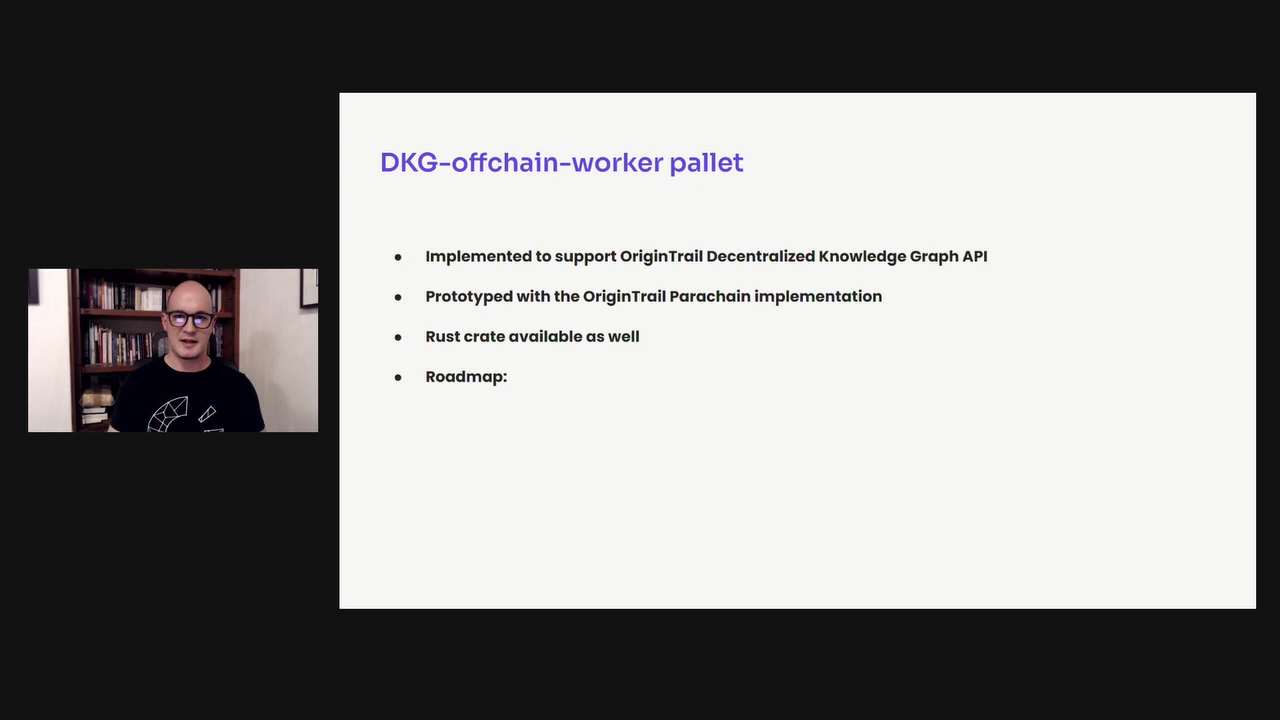 DKG-offchain-worker pallet
● Implemented to support OriginTrail Decentralized Knowledge Graph API
● Prototyped with the OriginTrail Parachain implementation
● Rust crate available as well
● Roadmap: